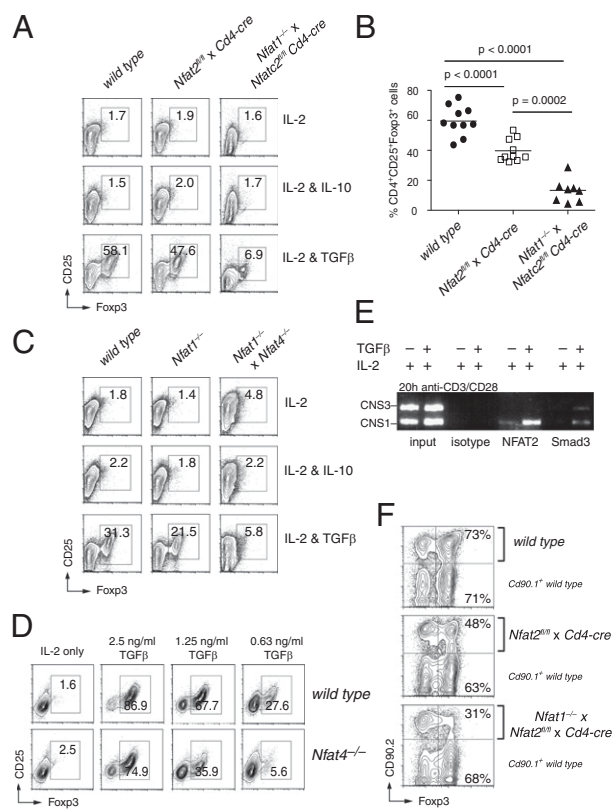 A
wild type
Nfat2fl/fl x Cd4-cre
Nfat1–/– x
Nfatc2fl/fl Cd4-cre
1.7
1.9
1.6
IL-2
1.5
2.0
1.7
IL-2 & IL-10
58.1
47.6
6.9
IL-2 & TGFβ
CD25
Foxp3
B
p < 0.0001
p < 0.0001
p = 0.0002
% CD4+CD25+Foxp3+ cells
80
60
40
20
0
wild type
Nfat2fl/fl x Cd4-cre
Nfat1–/– x
Nfatc2fl/fl Cd4-cre
C
wild type
Nfat1–/–
Nfat1–/–
x Nfat4–/–
1.8
1.4
4.8
IL-2
2.2
1.8
2.2
IL-2 & IL-10
31.3
21.5
5.8
IL-2 & TGFβ
CD25
Foxp3
E
TGFβ – + – + – + – +
IL-2 + + + + + + + +
20h anti-CD3/CD28
CNS3
CNS1
input isotype NFAT2 Smad3
D
IL-2 only
2.5 ng/ml
TGFβ
1.25 ng/ml
TGFβ
0.63 ng/ml
TGFβ
1.6
86.9
67.7
27.6
wild type
2.5
74.9
35.9
5.6
Nfat4–/–
CD25
Foxp3
F
73%
wild type
Cd90.1+ wild type
71%
48%
Nfat2fl/fl x Cd4-cre
Cd90.1+ wild type
63%
31%
Nfat1–/– x
Nfat2fl/fl x Cd4-cre
Cd90.1+ wild type
68%
CD90.2
Foxp3